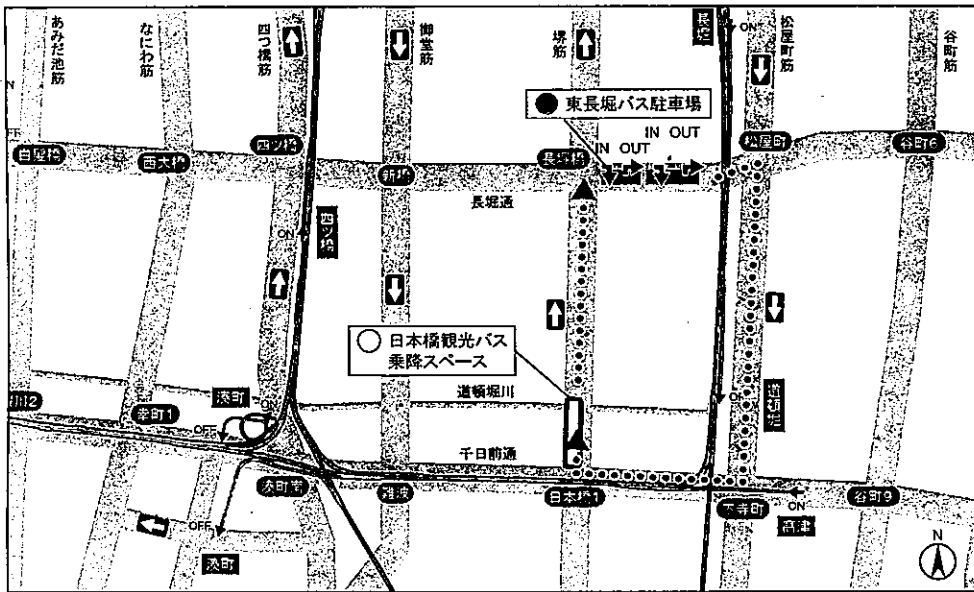 あみだ池筋
なにわ筋
四つ橋筋
御堂筋
堺筋
長堀
ON
松屋町筋
谷町筋
東長堀バス駐車場
IN OUT
IN OUT
白髪橋
西大橋
四ツ橋
新橋
長堀橋
松屋町
谷町6
長堀通
四ツ橋
ON
日本橋観光バス
乗降スペース
道頓堀川
道頓堀
湊町
OFF
幸町1
千日前通
湊町南
難波
日本橋1
下寺町
谷町9
ON
高津
OFF
湊町
N